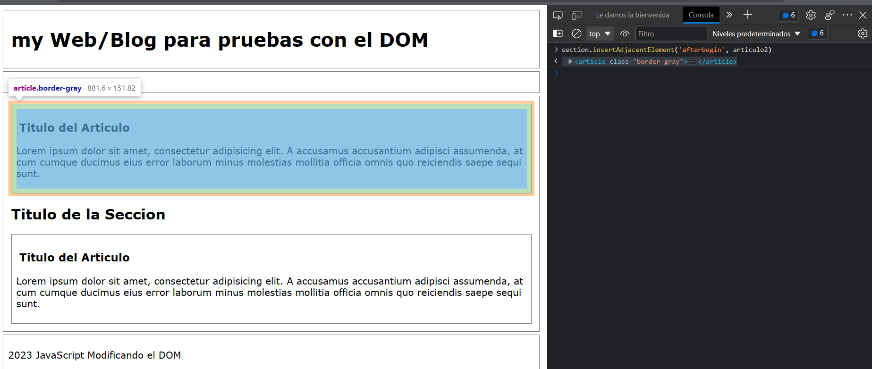 my Web/Blog para pruebas con el DOM
article.border-gray 881.6 × 151.82
Titulo del Articulo
Lorem ipsum dolor sit amet, consectetur adipisicing elit. A accusamus accusantium adipisci assumenda, at
cum cumque ducimus eius error laborum minus molestias mollitia officia omnis quo reiciendis saepe sequi
sunt.
Titulo de la Seccion
Titulo del Articulo
Lorem ipsum dolor sit amet, consectetur adipisicing elit. A accusamus accusantium adipisci assumenda, at
cum cumque ducimus eius error laborum minus molestias mollitia officia omnis quo reiciendis saepe sequi
sunt.
2023 JavaScript Modificando el DOM
Le damos la bienvenida Consola 6
top Filtro Niveles predeterminados 6
section.insertAdjacentElement('afterbegin', articulo2)
<article class="border-gray">⋯</article>